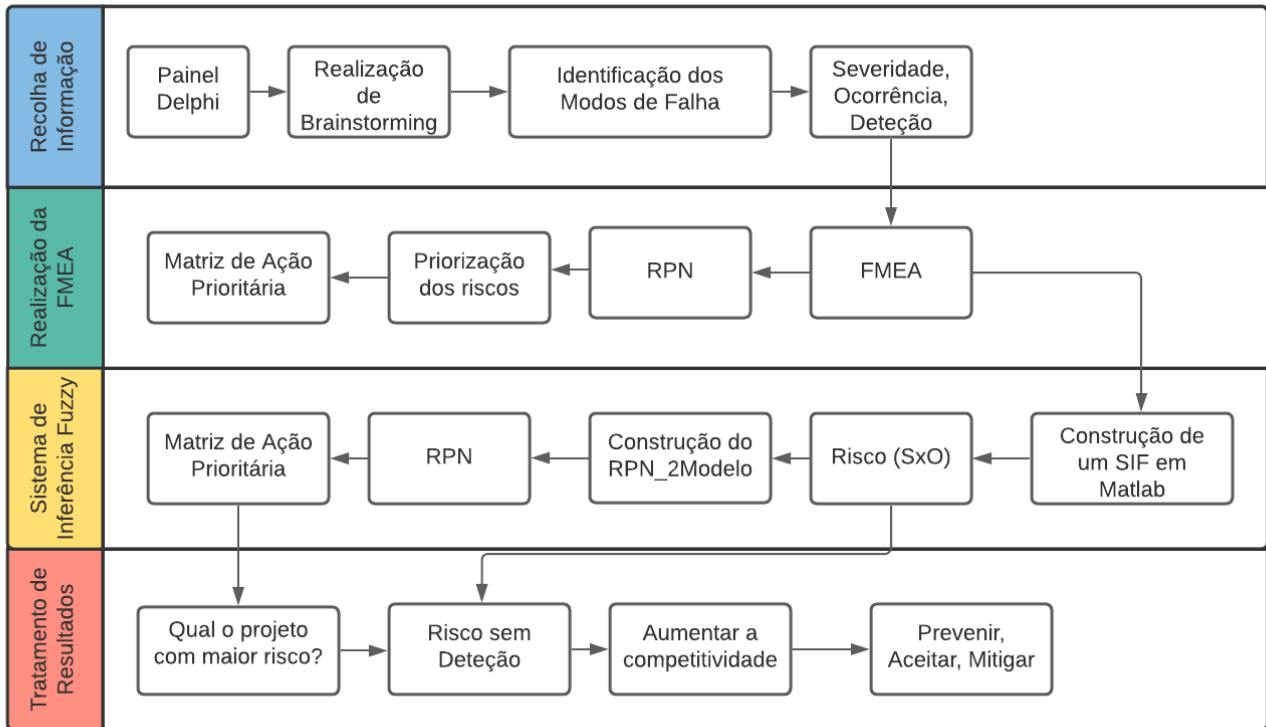 Recolha de
Informação
Painel
Delphi
Realização
de
Brainstorming
Identificação dos
Modos de Falha
Severidade,
Ocorrência,
Deteção
Realização da
FMEA
Matriz de Ação
Prioritária
Priorização
dos riscos
RPN
FMEA
Sistema de
Inferência Fuzzy
Matriz de Ação
Prioritária
RPN
Construção do
RPN_2Modelo
Risco (SxO)
Construção de
um SIF em
Matlab
Tratamento de
Resultados
Qual o projeto
com maior risco?
Risco sem
Deteção
Aumentar a
competitividade
Prevenir,
Aceitar, Mitigar